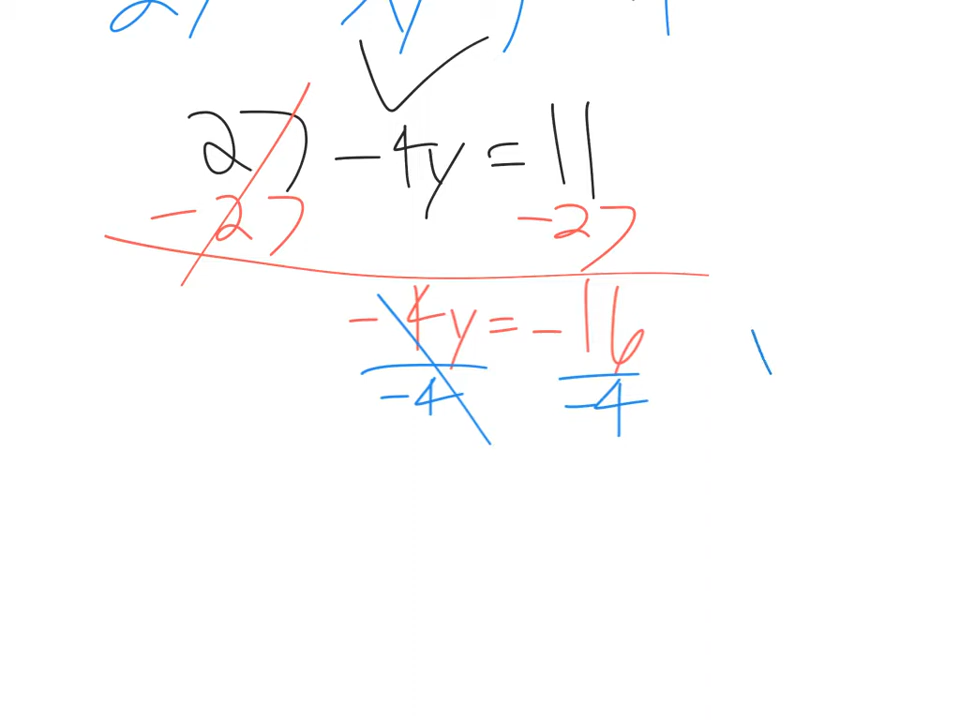 27 - 4y = 11
- 27 - 27
- 4y = - 16
-4 -4